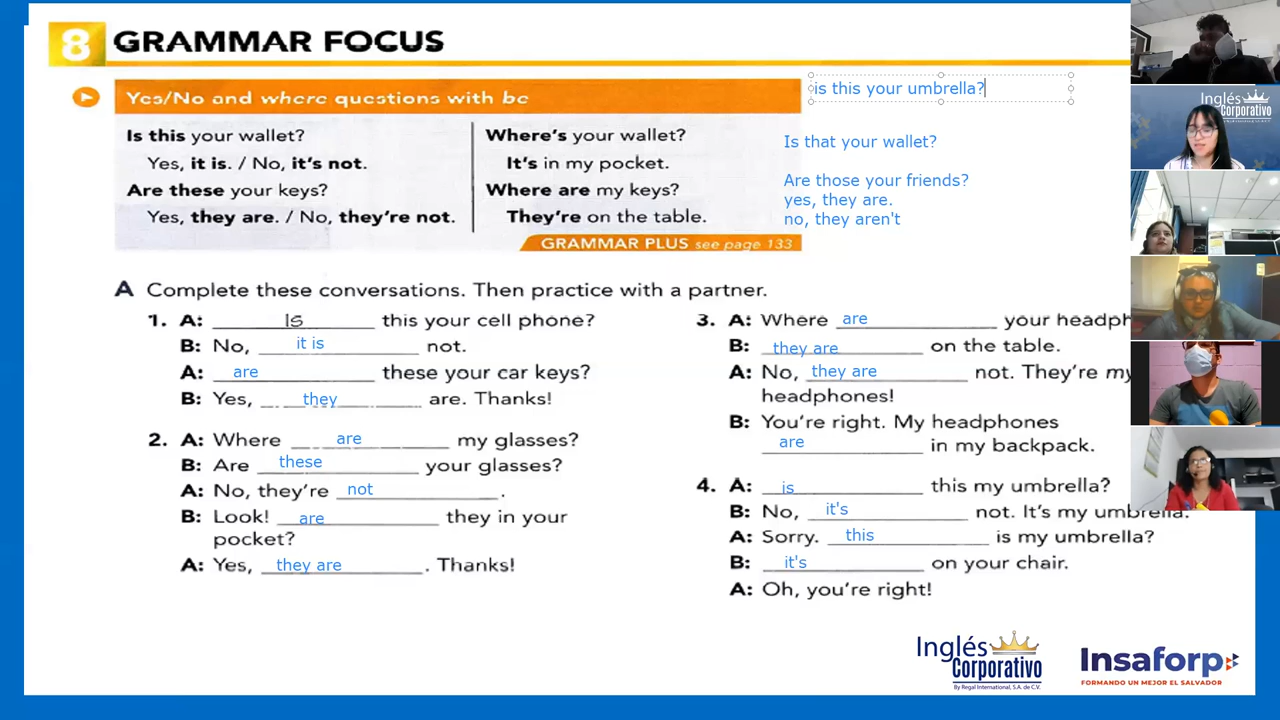 8 GRAMMAR FOCUS
Yes/No and where questions with be
Is this your wallet?
Yes, it is. / No, it's not.
Are these your keys?
Yes, they are. / No, they're not.
Where's your wallet?
It's in my pocket.
Where are my keys?
They're on the table.
GRAMMAR PLUS see page 133
is this your umbrella?
Is that your wallet?
Are those your friends?
yes, they are.
no, they aren't
A Complete these conversations. Then practice with a partner.
1. A: Is this your cell phone?
B: No, it is not.
A: are these your car keys?
B: Yes, they are. Thanks!
2. A: Where are my glasses?
B: Are these your glasses?
A: No, they're not .
B: Look! are they in your
pocket?
A: Yes, they are . Thanks!
3. A: Where are your headph
B: they are on the table.
A: No, they are not. They're my
headphones!
B: You're right. My headphones
are in my backpack.
4. A: is this my umbrella?
B: No, it's not. It's my umbrella.
A: Sorry. this is my umbrella?
B: it's on your chair.
A: Oh, you're right!
Inglés
Corporativo
By Regal International, S.A. de C.V.
Insaforp
FORMANDO UN MEJOR EL SALVADOR
Inglés
Corporativo